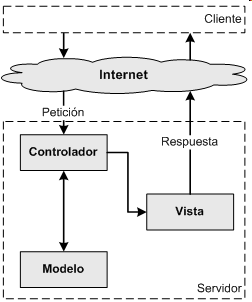 Cliente
Internet
Petición
Controlador
Respuesta
Vista
Modelo
Servidor